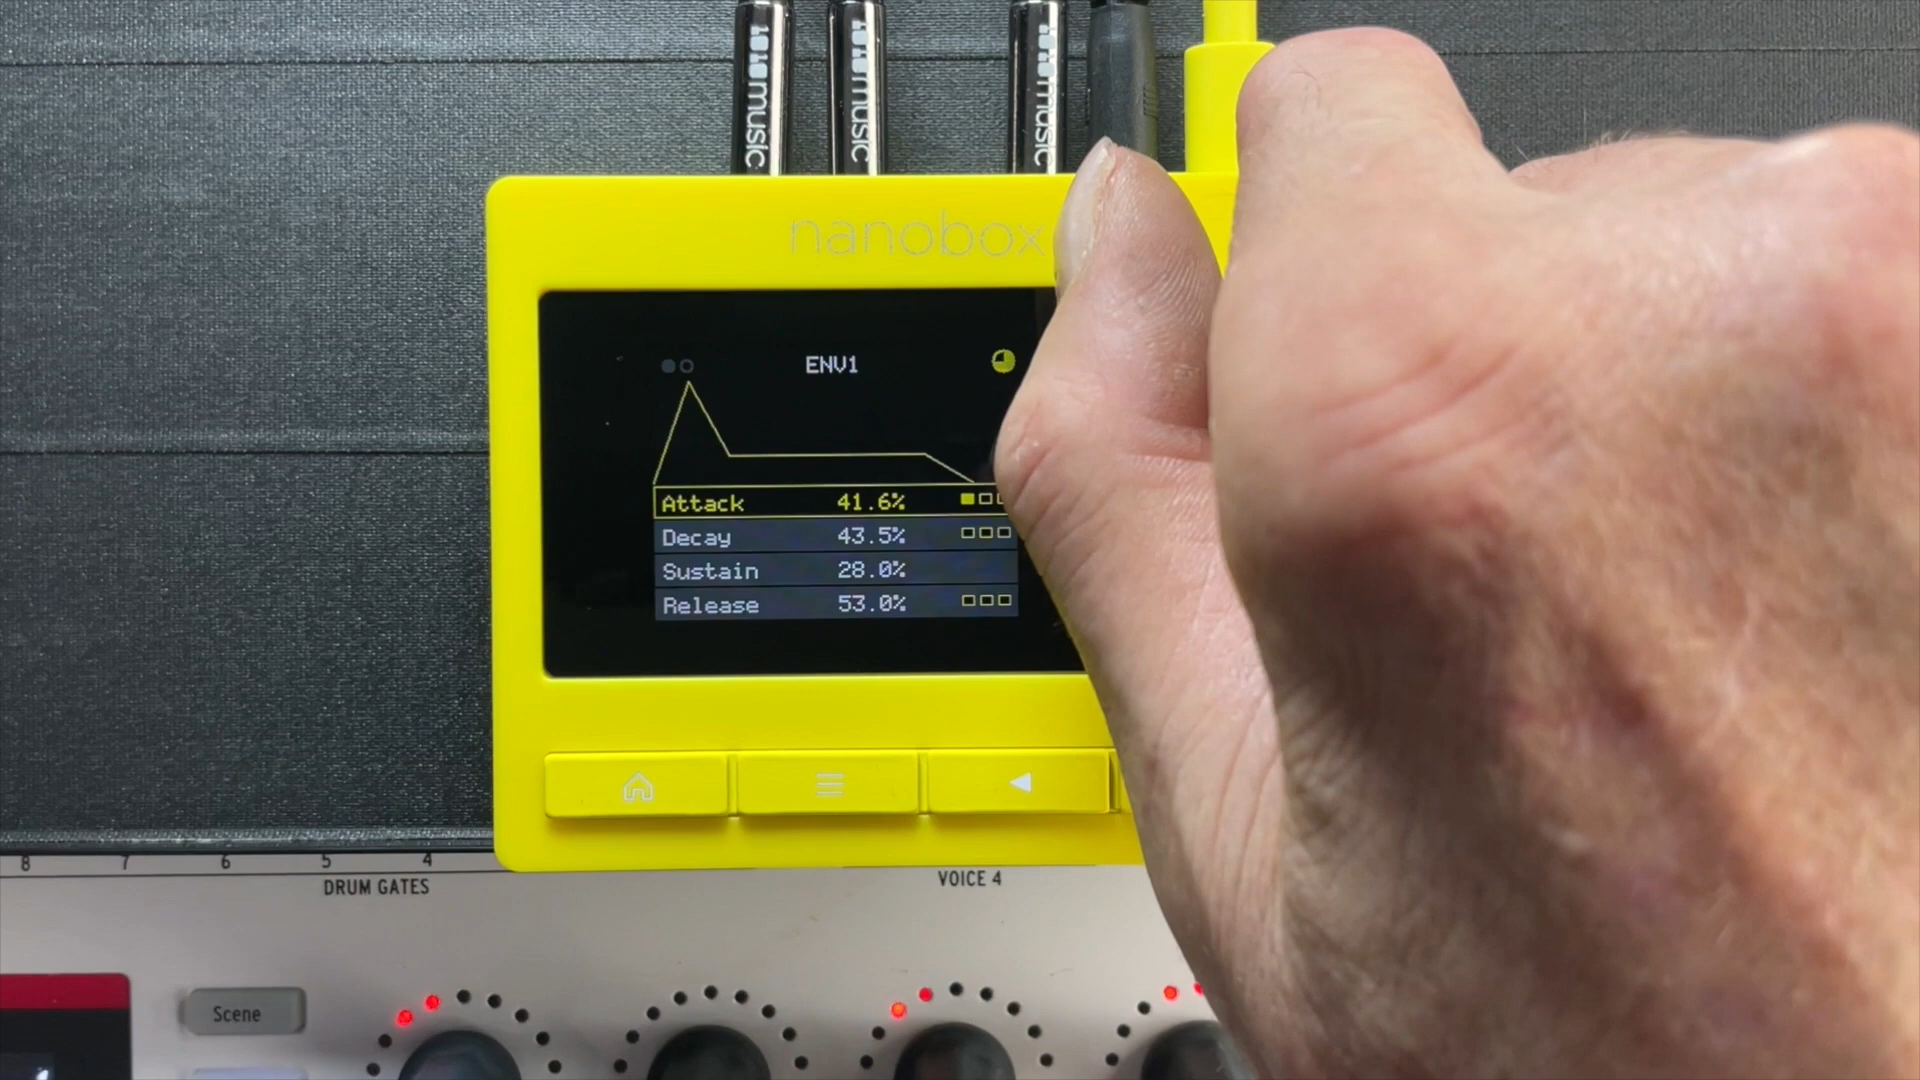 1010music
1010music
1010music
nanobox
ENV1
Attack 41.6%
Decay 43.5%
Sustain 28.0%
Release 53.0%
8 7 6 5 4
DRUM GATES
VOICE 4
Scene